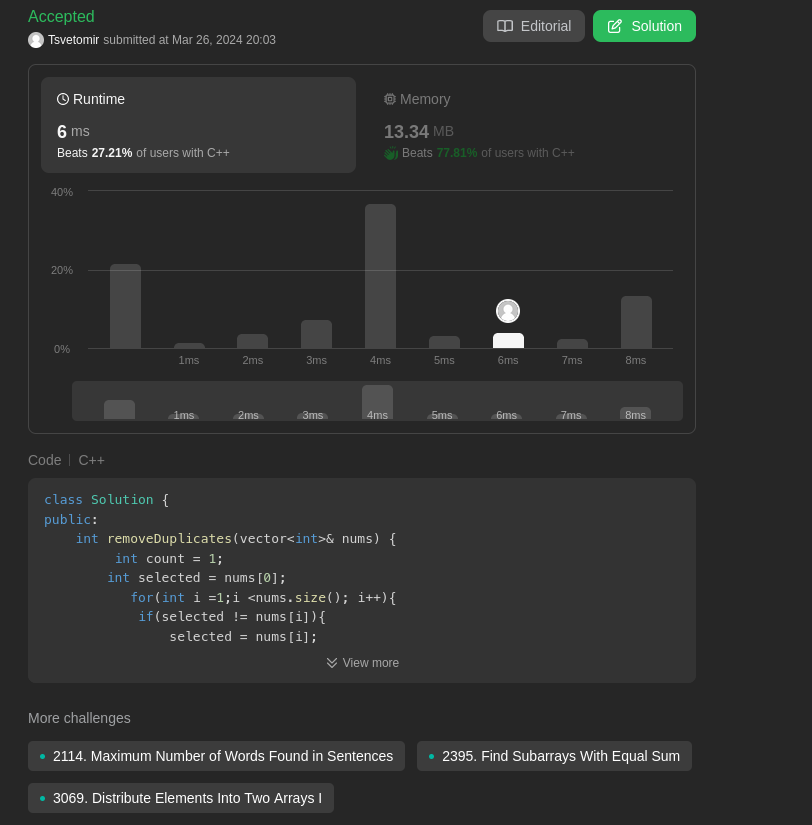 Accepted
Editorial
Solution
Tsvetomir submitted at Mar 26, 2024 20:03
Runtime
Memory
6 ms
13.34 MB
Beats 27.21% of users with C++
Beats 77.81% of users with C++
40%
20%
0%
1ms 2ms 3ms 4ms 5ms 6ms 7ms 8ms
1ms 2ms 3ms 4ms 5ms 6ms 7ms 8ms
Code | C++
class Solution {
public:
    int removeDuplicates(vector<int>& nums) {
         int count = 1;
        int selected = nums[0];
           for(int i =1;i <nums.size(); i++){
            if(selected != nums[i]){
                selected = nums[i];
View more
More challenges
2114. Maximum Number of Words Found in Sentences
2395. Find Subarrays With Equal Sum
3069. Distribute Elements Into Two Arrays I